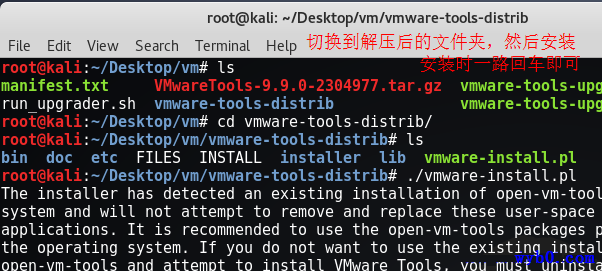 root@kali: ~/Desktop/vm/vmware-tools-distrib
File Edit View Search Terminal Help 切换到解压后的文件夹，然后安装
安装时一路回车即可
root@kali:~/Desktop/vm# ls
manifest.txt VMwareTools-9.9.0-2304977.tar.gz vmware-tools-upg
run_upgrader.sh vmware-tools-distrib vmware-tools-upg
root@kali:~/Desktop/vm# cd vmware-tools-distrib/
root@kali:~/Desktop/vm/vmware-tools-distrib# ls
bin doc etc FILES INSTALL installer lib vmware-install.pl
root@kali:~/Desktop/vm/vmware-tools-distrib# ./vmware-install.pl
The installer has detected an existing installation of open-vm-tool
system and will not attempt to remove and replace these user-space
applications. It is recommended to use the open-vm-tools packages p
the operating system. If you do not want to use the existing instal
open-vm-tools and attempt to install VMware Tools, you must uninsta